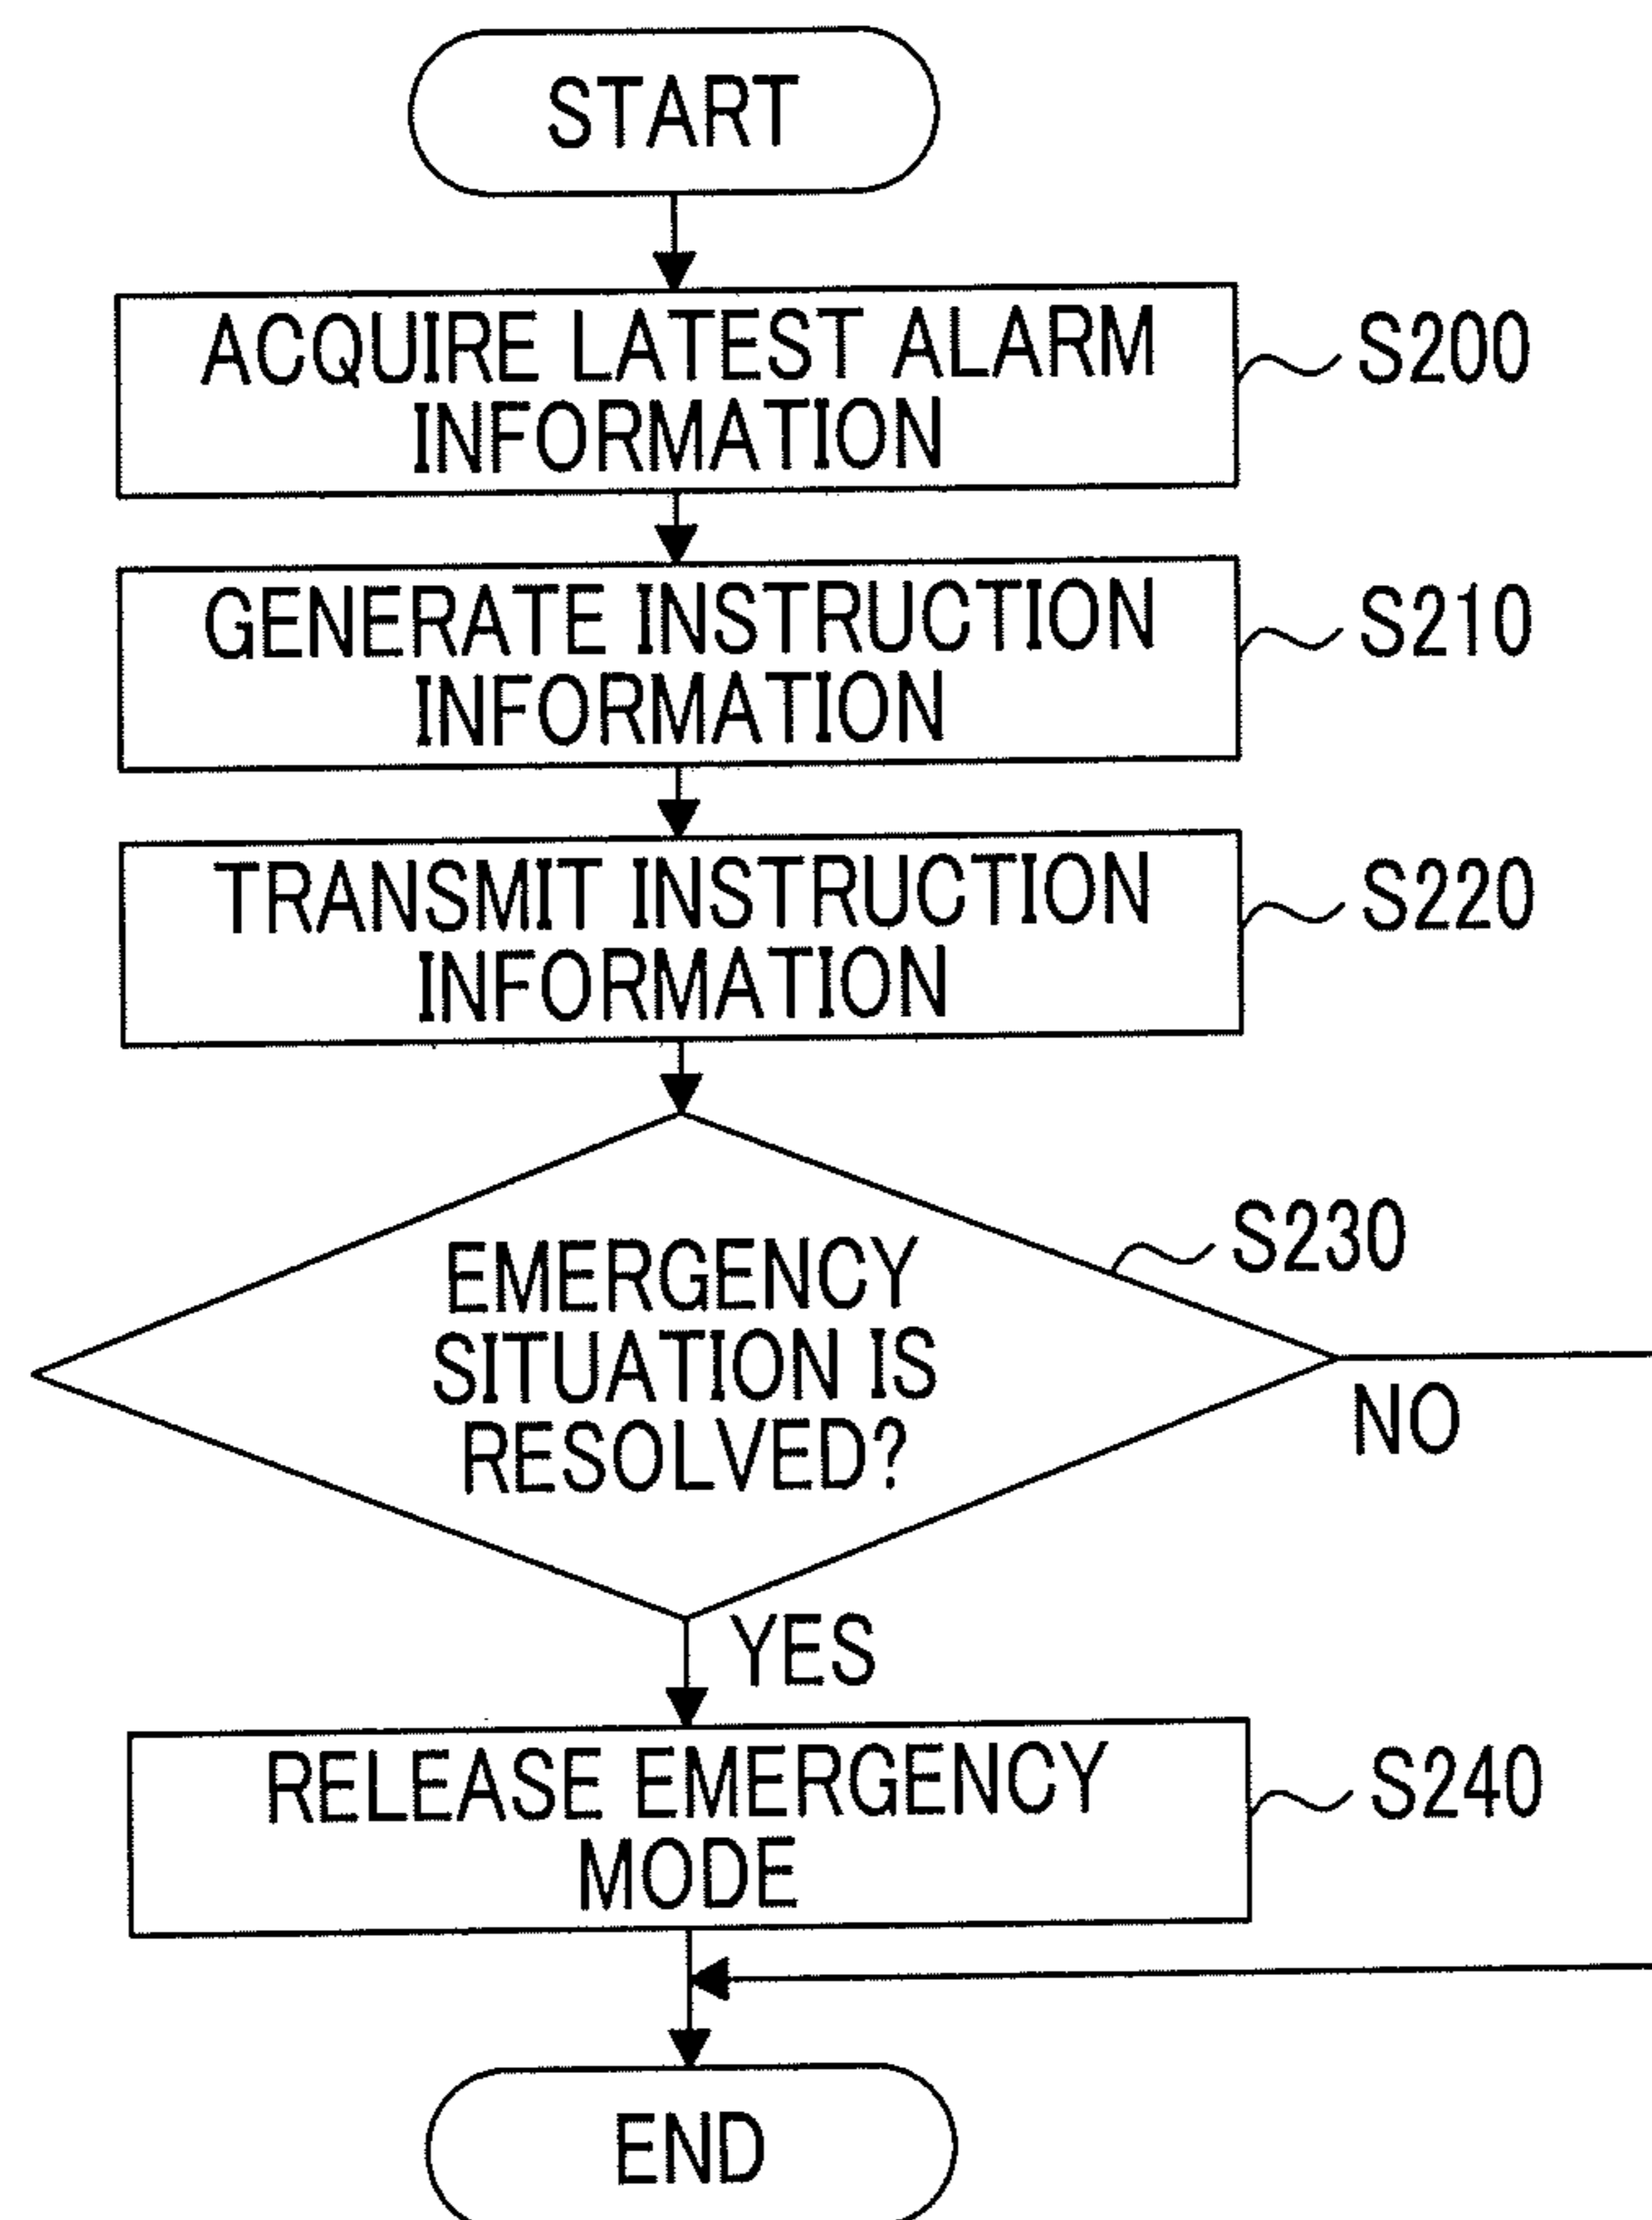 START
ACQUIRE LATEST ALARM
INFORMATION
S200
GENERATE INSTRUCTION
INFORMATION
S210
TRANSMIT INSTRUCTION
INFORMATION
S220
EMERGENCY
SITUATION IS
RESOLVED?
S230
NO
YES
RELEASE EMERGENCY
MODE
S240
END